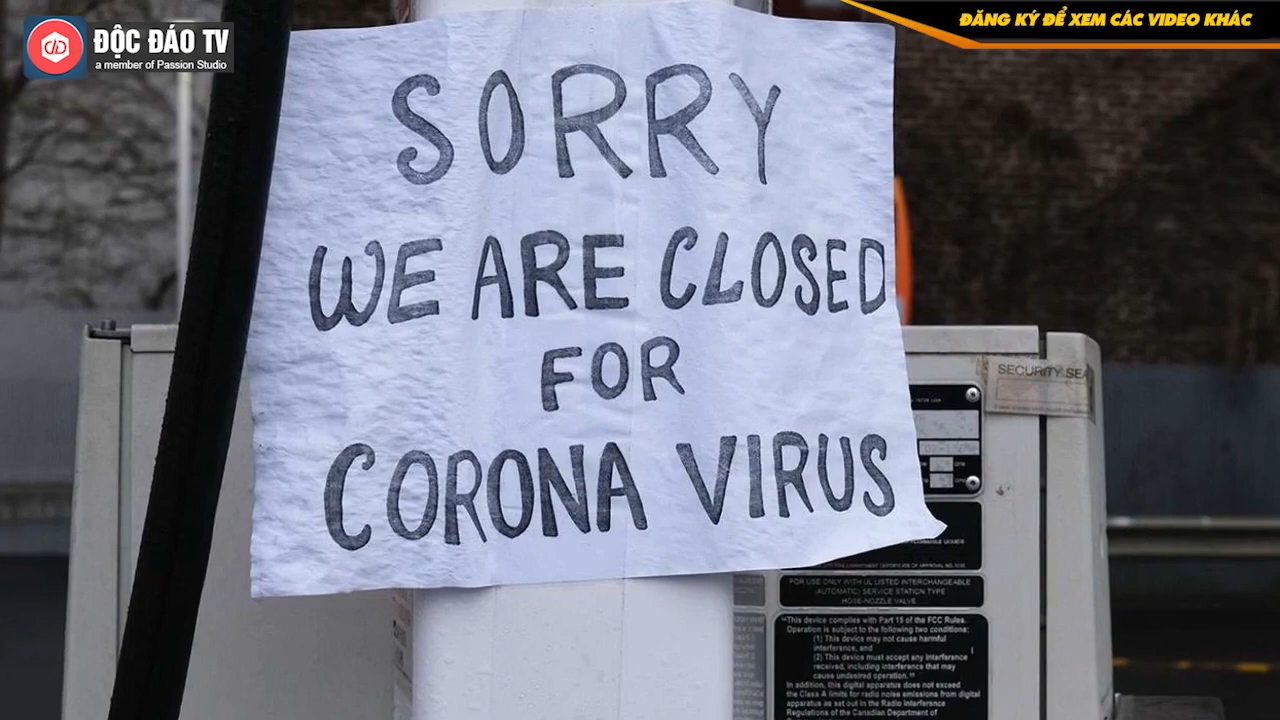 ĐỘC ĐÁO TV
a member of Passion Studio
ĐĂNG KÝ ĐỂ XEM CÁC VIDEO KHÁC
SORRY
WE ARE CLOSED
FOR
CORONA VIRUS
SECURITY SEA
FOR USE ONLY WITH UL LISTED INTERCHANGEABLE
(AUTOMATIC) SERVICE STATION TYPE
HOSE-NOZZLE VALVE
"This device complies with Part 15 of the FCC Rules.
Operation is subject to the following two conditions:
(1) This device may not cause harmful
interference, and
(2) This device must accept any interference
received, including interference that may
cause undesired operation."
In addition, this digital apparatus does not exceed
the Class A limits for radio noise emissions from digital
apparatus as set out in the Radio Interference
Regulations of the Canadian Department of